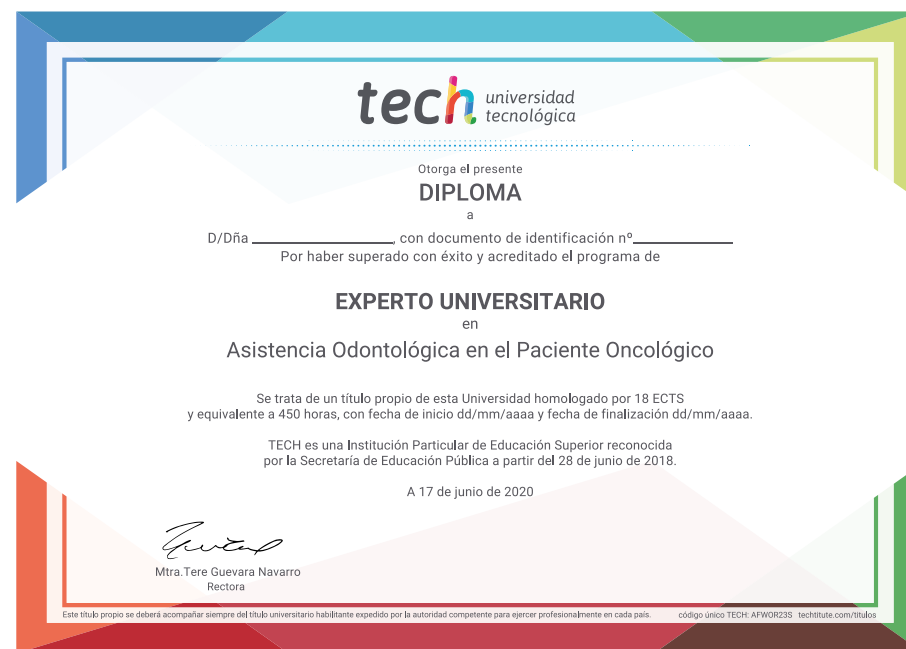 tech universidad
tecnológica
Otorga el presente
DIPLOMA
a
D/Dña ____________________, con documento de identificación nº______________
Por haber superado con éxito y acreditado el programa de
EXPERTO UNIVERSITARIO
en
Asistencia Odontológica en el Paciente Oncológico
Se trata de un título propio de esta Universidad homologado por 18 ECTS
y equivalente a 450 horas, con fecha de inicio dd/mm/aaaa y fecha de finalización dd/mm/aaaa.
TECH es una Institución Particular de Educación Superior reconocida
por la Secretaría de Educación Pública a partir del 28 de junio de 2018.
A 17 de junio de 2020
Mtra.Tere Guevara Navarro
Rectora
Este título propio se deberá acompañar siempre del título universitario habilitante expedido por la autoridad competente para ejercer profesionalmente en cada país. código único TECH: AFWOR23S techtitute.com/titulos